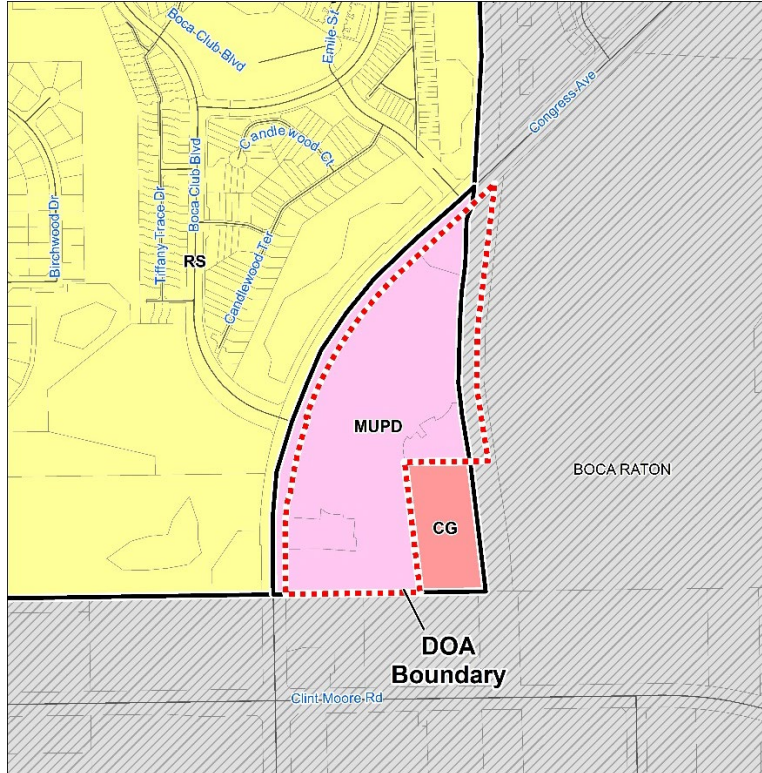 Boca-Club-Blvd
Emile-St
Congress-Ave
Candlewood-Ct
Birchwood-Dr
Tiffany-Trace-Dr
Boca-Club-Blvd
Candlewood-Ter
RS
MUPD
BOCA RATON
CG
DOA
Boundary
Clint-Moore-Rd